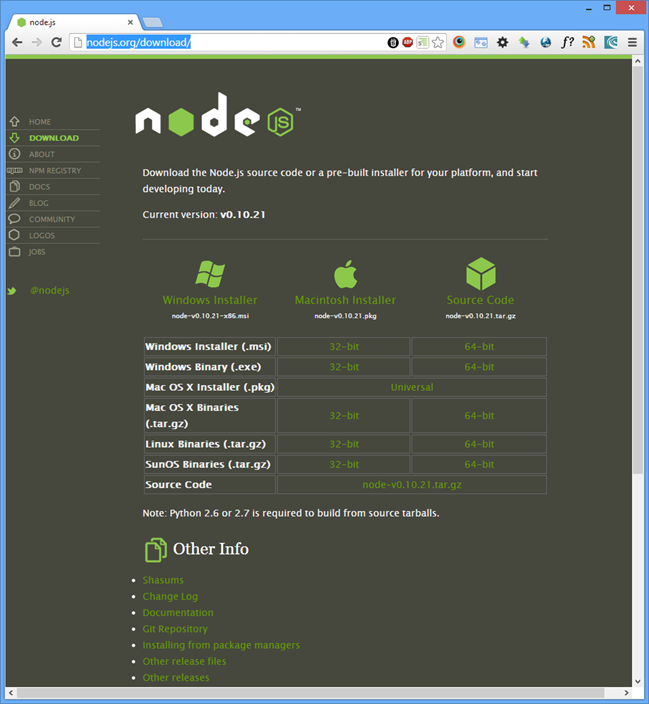 node.js
nodejs.org/download/
ABP
f?
HOME
DOWNLOAD
ABOUT
NPM REGISTRY
DOCS
BLOG
COMMUNITY
LOGOS
JOBS
@nodejs
node JS ™
Download the Node.js source code or a pre-built installer for your platform, and start
developing today.
Current version: v0.10.21
Windows Installer Macintosh Installer Source Code
node-v0.10.21-x86.msi node-v0.10.21.pkg node-v0.10.21.tar.gz
Windows Installer (.msi) 32-bit 64-bit
Windows Binary (.exe) 32-bit 64-bit
Mac OS X Installer (.pkg) Universal
Mac OS X Binaries
(.tar.gz) 32-bit 64-bit
Linux Binaries (.tar.gz) 32-bit 64-bit
SunOS Binaries (.tar.gz) 32-bit 64-bit
Source Code node-v0.10.21.tar.gz
Note: Python 2.6 or 2.7 is required to build from source tarballs.
Other Info
Shasums
Change Log
Documentation
Git Repository
Installing from package managers
Other release files
Other releases